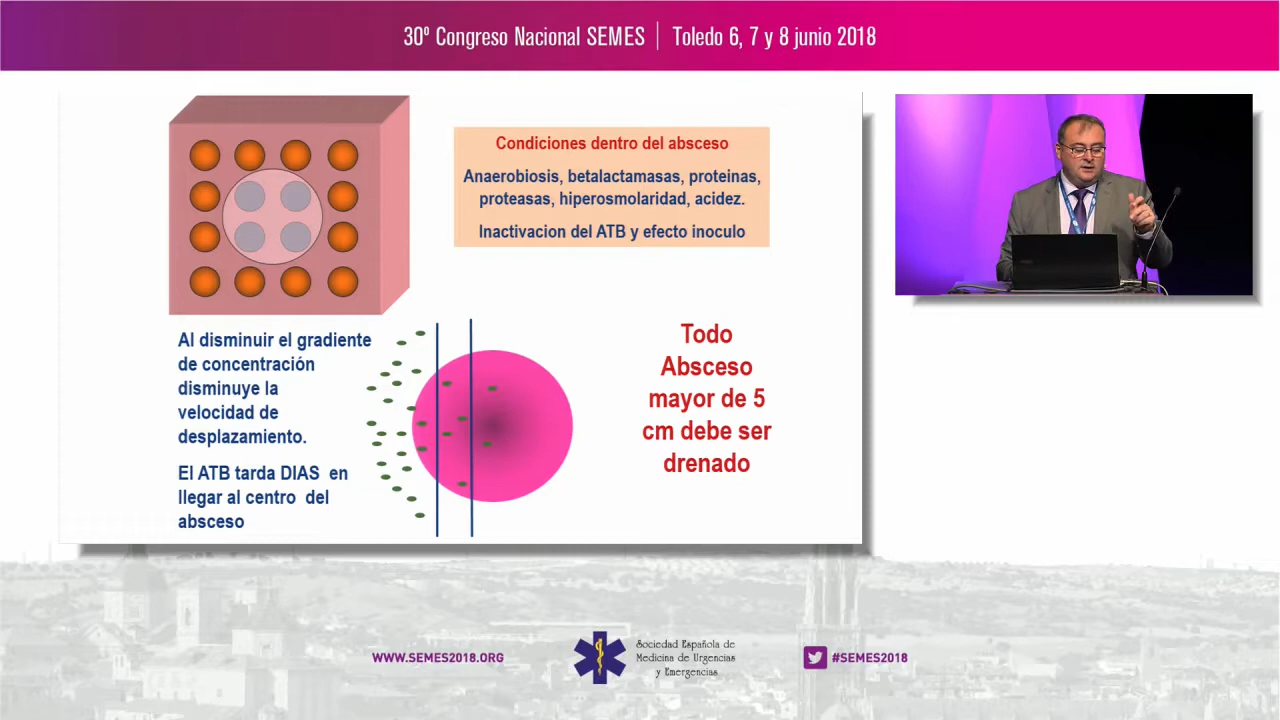 30º Congreso Nacional SEMES | Toledo 6, 7 y 8 junio 2018
Condiciones dentro del absceso
Anaerobiosis, betalactamasas, proteinas,
proteasas, hiperosmolaridad, acidez.
Inactivacion del ATB y efecto inoculo
Al disminuir el gradiente
de concentración
disminuye la
velocidad de
desplazamiento.
El ATB tarda DIAS en
llegar al centro del
absceso
Todo
Absceso
mayor de 5
cm debe ser
drenado
WWW.SEMES2018.ORG
Sociedad Española de
Medicina de Urgencias
y Emergencias
#SEMES2018